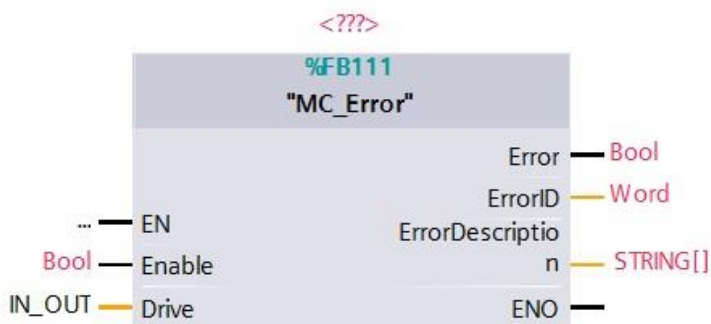 <???>
%FB111
"MC_Error"
Error Bool
ErrorID Word
... EN
ErrorDescriptio
n STRING[]
Bool Enable
IN_OUT Drive
ENO